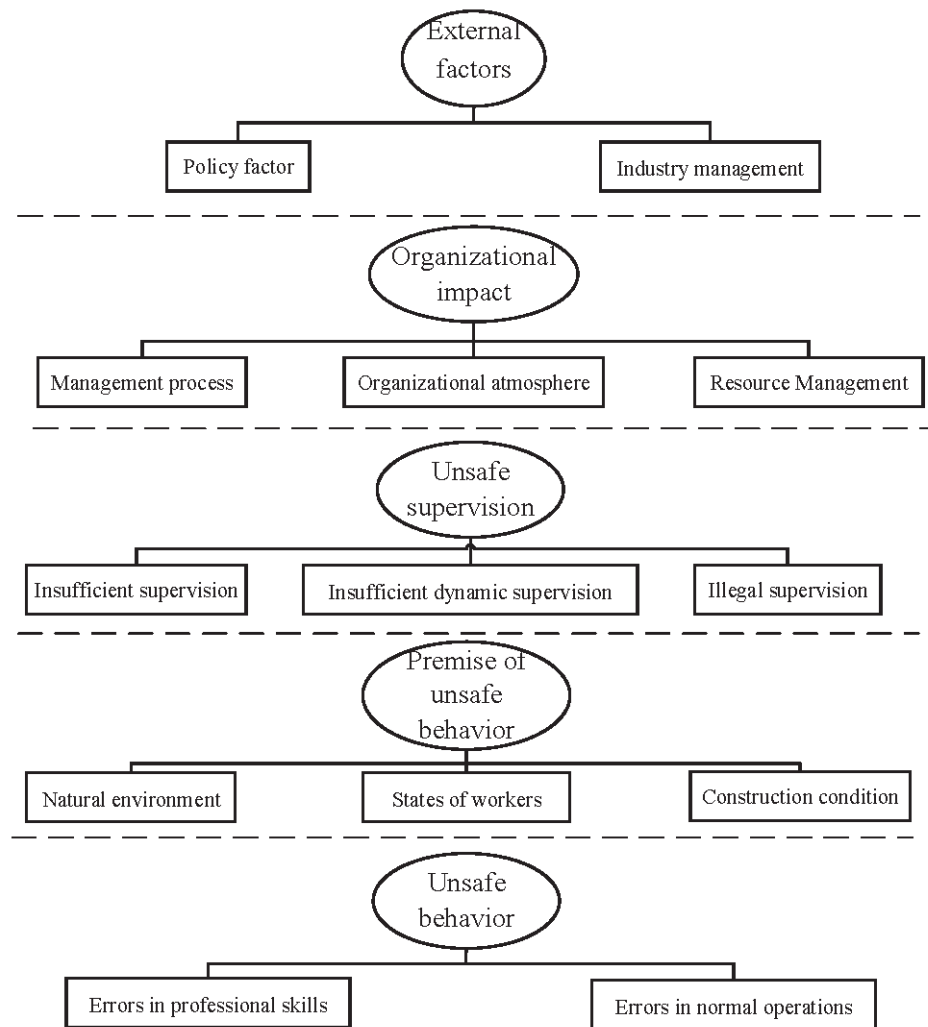 External
factors
Policy factor
Industry management
Organizational
impact
Management process
Organizational atmosphere
Resource Management
Unsafe
supervision
Insufficient supervision
Insufficient dynamic supervision
Illegal supervision
Premise of
unsafe
behavior
Natural environment
States of workers
Construction condition
Unsafe
behavior
Errors in professional skills
Errors in normal operations